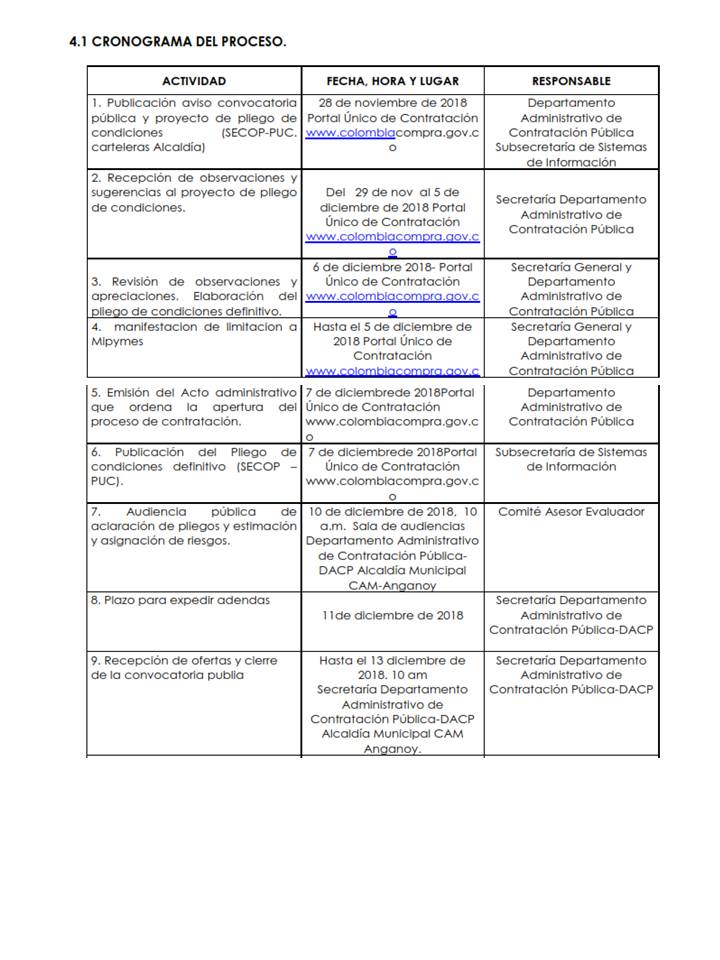 4.1 CRONOGRAMA DEL PROCESO.
ACTIVIDAD
FECHA, HORA Y LUGAR
RESPONSABLE
1. Publicación aviso convocatoria
pública y proyecto de pliego de
condiciones (SECOP-PUC.
carteleras Alcaldía)
28 de noviembre de 2018
Portal Único de Contratación
www.colombiacompra.gov.c
o
Departamento
Administrativo de
Contratación Pública
Subsecretaría de Sistemas
de Información
2. Recepción de observaciones y
sugerencias al proyecto de pliego
de condiciones.
Del 29 de nov al 5 de
diciembre de 2018 Portal
Único de Contratación
www.colombiacompra.gov.c
o
Secretaría Departamento
Administrativo de
Contratación Pública
3. Revisión de observaciones y
apreciaciones. Elaboración del
pliego de condiciones definitivo.
6 de diciembre 2018- Portal
Único de Contratación
www.colombiacompra.gov.c
o
Secretaría General y
Departamento
Administrativo de
Contratación Pública
4. manifestacion de limitacion a
Mipymes
Hasta el 5 de diciembre de
2018 Portal Único de
Contratación
www.colombiacompra.gov.c
Secretaría General y
Departamento
Administrativo de
Contratación Pública
5. Emisión del Acto administrativo
que ordena la apertura del
proceso de contratación.
7 de diciembrede 2018Portal
Único de Contratación
www.colombiacompra.gov.c
o
Departamento
Administrativo de
Contratación Pública
6. Publicación del Pliego de
condiciones definitivo (SECOP –
PUC).
7 de diciembrede 2018Portal
Único de Contratación
www.colombiacompra.gov.c
o
Subsecretaría de Sistemas
de Información
7. Audiencia pública de
aclaración de pliegos y estimación
y asignación de riesgos.
10 de diciembre de 2018, 10
a.m. Sala de audiencias
Departamento Administrativo
de Contratación Pública-
DACP Alcaldía Municipal
CAM-Anganoy
Comité Asesor Evaluador
8. Plazo para expedir adendas
11de diciembre de 2018
Secretaría Departamento
Administrativo de
Contratación Pública-DACP
9. Recepción de ofertas y cierre
de la convocatoria publia
Hasta el 13 diciembre de
2018. 10 am
Secretaría Departamento
Administrativo de
Contratación Pública-DACP
Alcaldía Municipal CAM
Anganoy.
Secretaría Departamento
Administrativo de
Contratación Pública-DACP